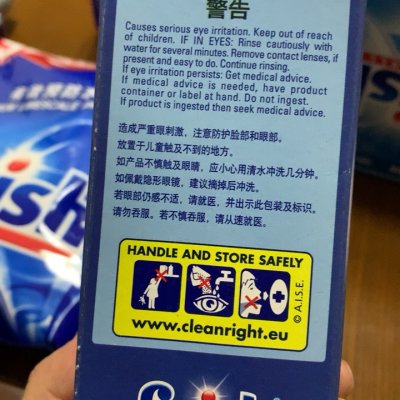 警告
Causes serious eye irritation. Keep out of reach
of children. IF IN EYES: Rinse cautiously with
water for several minutes. Remove contact lenses, if
present and easy to do. Continue rinsing.
If eye irritation persists: Get medical advice.
If medical advice is needed, have product
container or label at hand. Do not ingest.
If product is ingested then seek medical advice.
造成严重眼刺激，注意防护脸部和眼部。
放置于儿童触及不到的地方。
如产品不慎触及眼睛，应小心用清水冲洗几分钟。
如佩戴隐形眼镜，建议摘掉后冲洗。
若眼部仍感不适，请就医，并出示此包装及标识。
请勿吞服。若不慎吞服，请从速就医。
HANDLE AND STORE SAFELY
© A.I.S.E.
www.cleanright.eu
ish